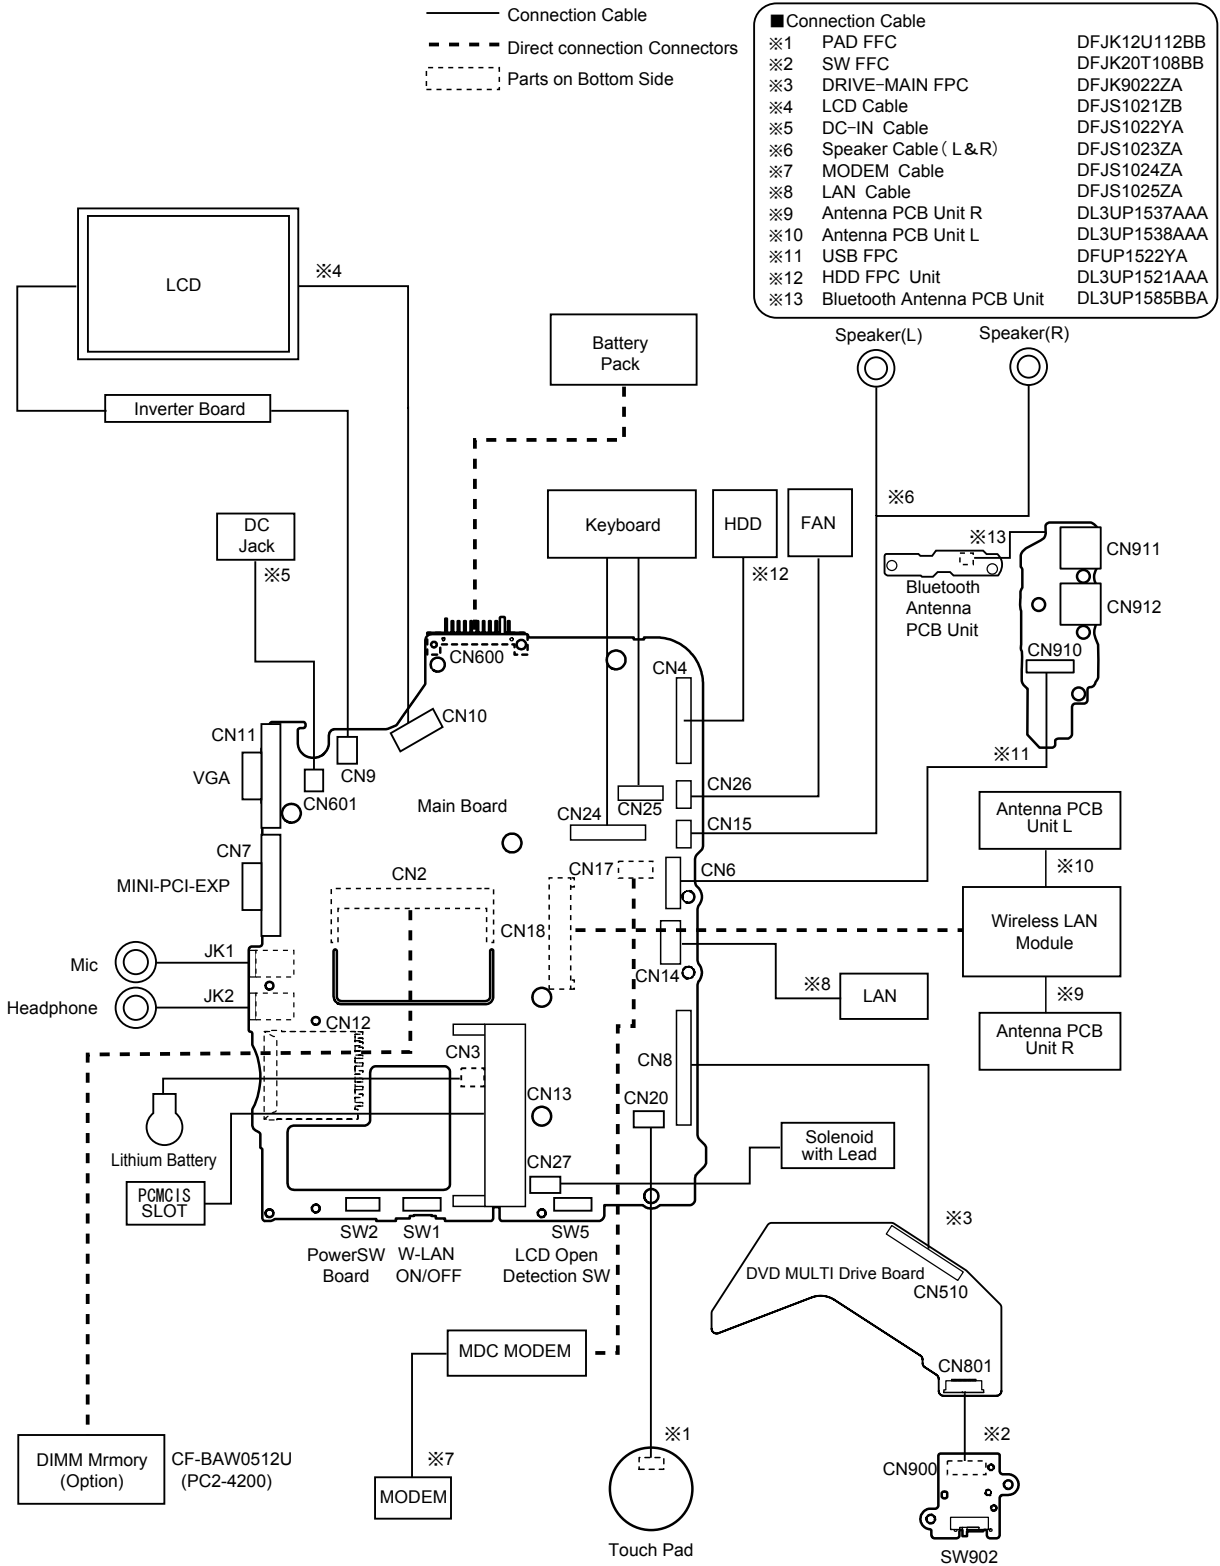 Connection Cable
Direct connection Connectors
Parts on Bottom Side
■Connection Cable
※1 PAD FFC DFJK12U112BB
※2 SW FFC DFJK20T108BB
※3 DRIVE-MAIN FPC DFJK9022ZA
※4 LCD Cable DFJS1021ZB
※5 DC-IN Cable DFJS1022YA
※6 Speaker Cable ( L&R) DFJS1023ZA
※7 MODEM Cable DFJS1024ZA
※8 LAN Cable DFJS1025ZA
※9 Antenna PCB Unit R DL3UP1537AAA
※10 Antenna PCB Unit L DL3UP1538AAA
※11 USB FPC DFUP1522YA
※12 HDD FPC Unit DL3UP1521AAA
※13 Bluetooth Antenna PCB Unit DL3UP1585BBA
LCD
※4
Battery
Pack
Speaker(L)
Speaker(R)
Inverter Board
DC
Jack
※5
Keyboard
HDD
FAN
※12
※6
※13
Bluetooth
Antenna
PCB Unit
CN911
CN912
CN910
CN600
CN4
CN10
CN11
VGA
CN9
CN601
Main Board
CN24
CN25
CN26
CN15
※11
Antenna PCB
Unit L
※10
CN7
MINI-PCI-EXP
CN2
CN17
CN6
CN18
Wireless LAN
Module
CN14
Mic
JK1
Headphone
JK2
※8
LAN
※9
Antenna PCB
Unit R
CN12
CN3
CN8
CN13
CN20
Lithium Battery
PCMCIS
SLOT
CN27
Solenoid
with Lead
SW2
PowerSW
Board
SW1
W-LAN
ON/OFF
SW5
LCD Open
Detection SW
※3
DVD MULTI Drive Board
CN510
MDC MODEM
CN801
※7
MODEM
※1
Touch Pad
※2
CN900
SW902
DIMM Mrmory
(Option)
CF-BAW0512U
(PC2-4200)